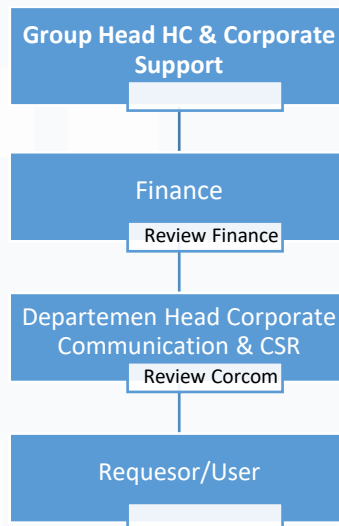 Group Head HC & Corporate
Support
Finance
Review Finance
Departemen Head Corporate
Communication & CSR
Review Corcom
Requesor/User